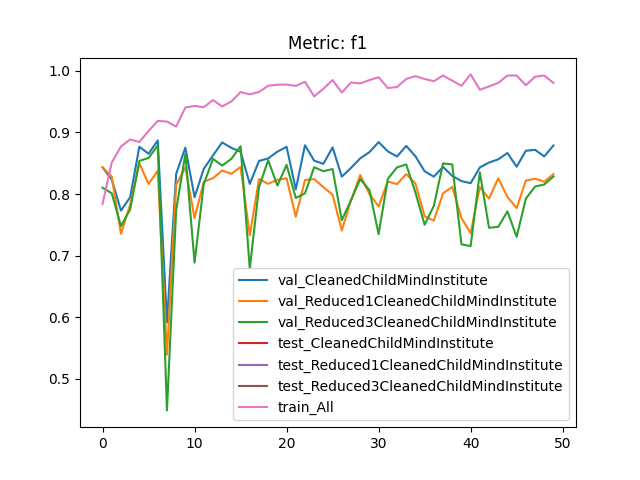 Metric: f1
1.0
0.9
0.8
0.7
0.6
0.5
val_CleanedChildMindInstitute
val_Reduced1CleanedChildMindInstitute
val_Reduced3CleanedChildMindInstitute
test_CleanedChildMindInstitute
test_Reduced1CleanedChildMindInstitute
test_Reduced3CleanedChildMindInstitute
train_All
0 10 20 30 40 50